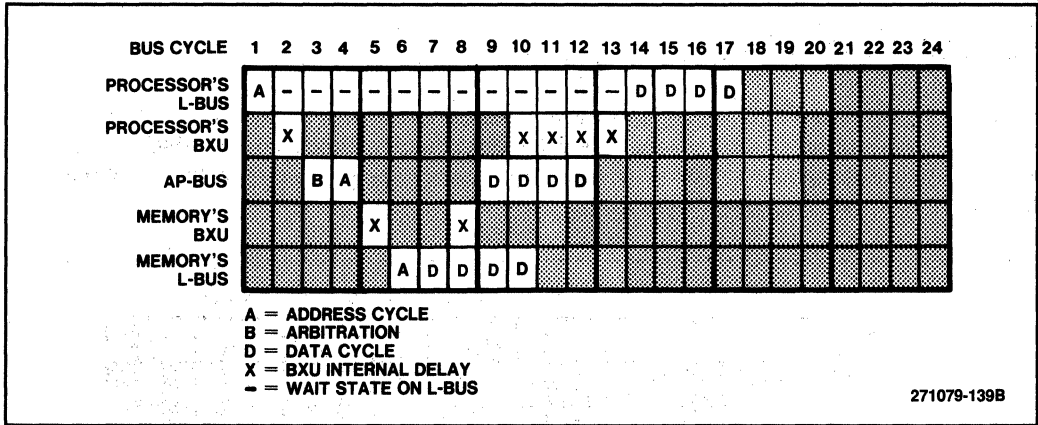 BUS CYCLE 1 2 3 4 5 6 7 8 9 10 11 12 13 14 15 16 17 18 19 20 21 22 23 24
PROCESSOR'S
L-BUS A – – – – – – – – – – – – D D D D
PROCESSOR'S
BXU X X X X X
AP-BUS B A D D D D
MEMORY'S
BXU X X
MEMORY'S
L-BUS A D D D D
A = ADDRESS CYCLE
B = ARBITRATION
D = DATA CYCLE
X = BXU INTERNAL DELAY
– = WAIT STATE ON L-BUS
271079-139B